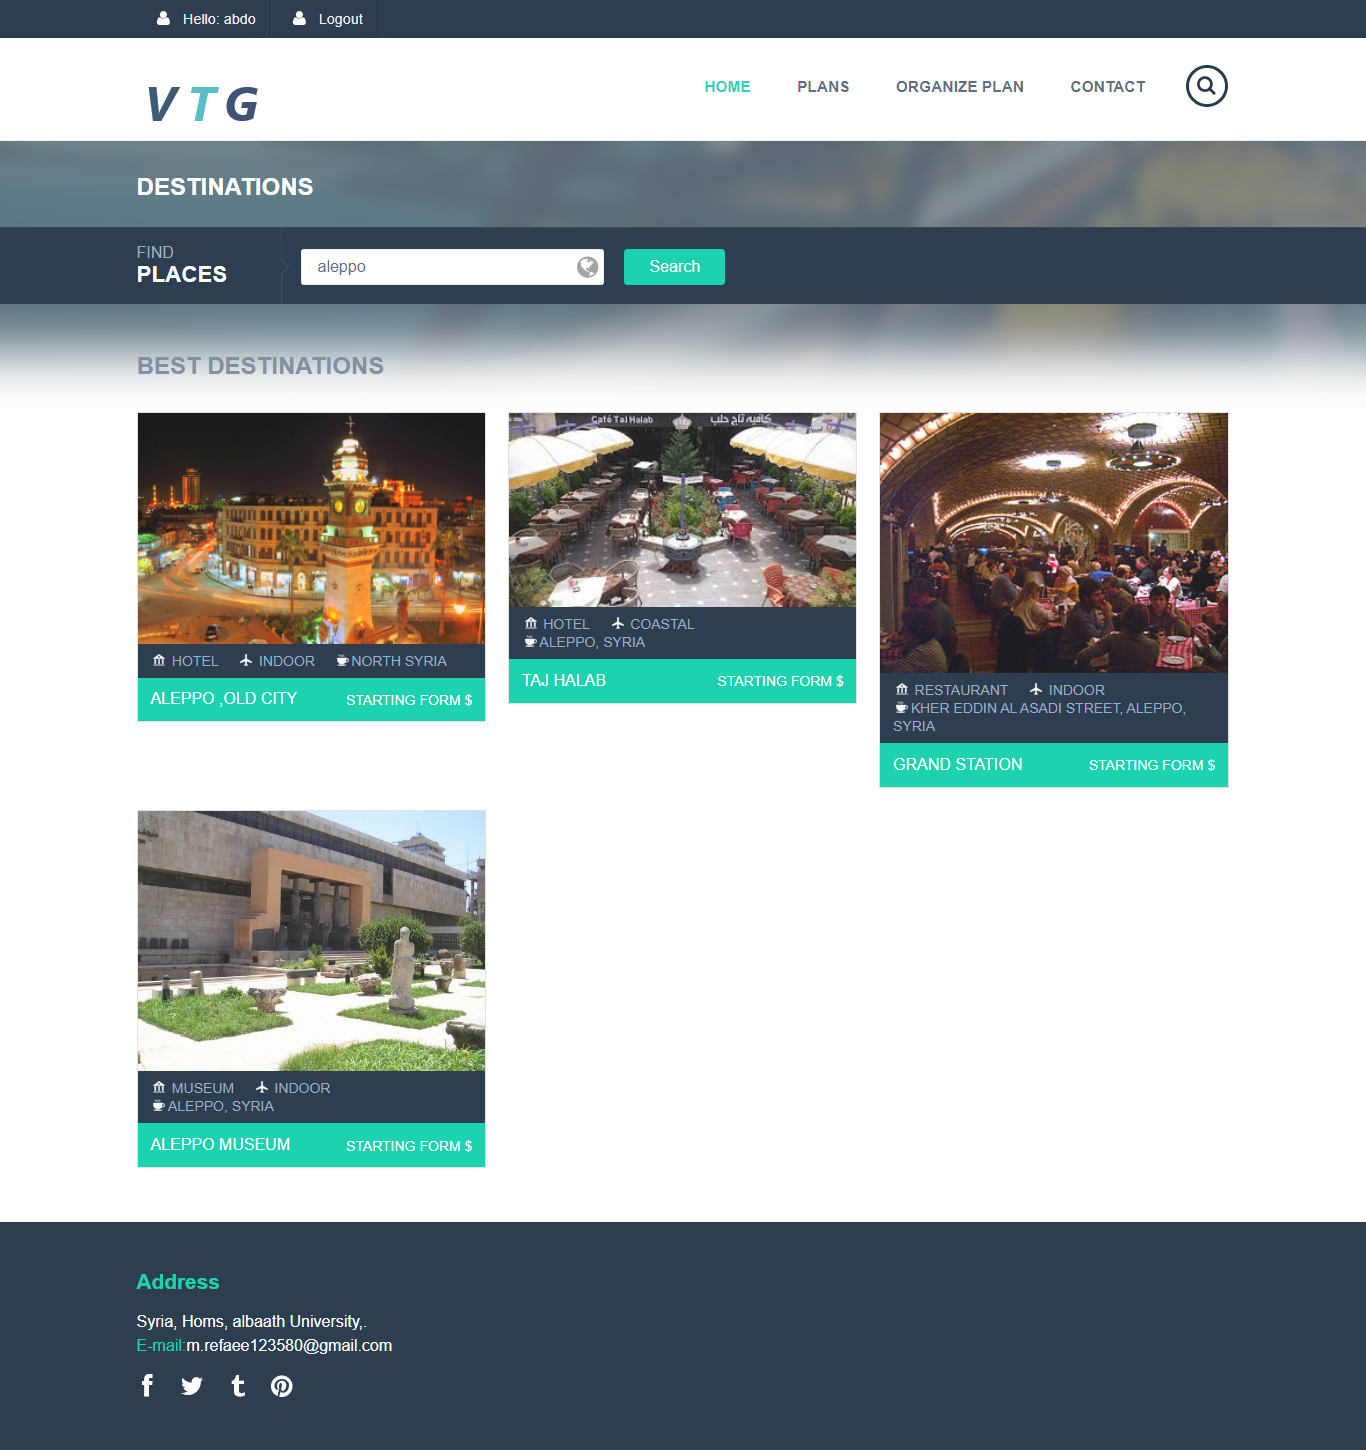 Hello: abdo
Logout
VTG
HOME
PLANS
ORGANIZE PLAN
CONTACT
DESTINATIONS
FIND
PLACES
aleppo
Search
BEST DESTINATIONS
HOTEL INDOOR NORTH SYRIA
ALEPPO ,OLD CITY
STARTING FORM $
Café Taj Halab
كافيه تاج حلب
HOTEL COASTAL
ALEPPO, SYRIA
TAJ HALAB
STARTING FORM $
RESTAURANT INDOOR
KHER EDDIN AL ASADI STREET, ALEPPO,
SYRIA
GRAND STATION
STARTING FORM $
MUSEUM INDOOR
ALEPPO, SYRIA
ALEPPO MUSEUM
STARTING FORM $
Address
Syria, Homs, albaath University,.
E-mail:m.refaee123580@gmail.com